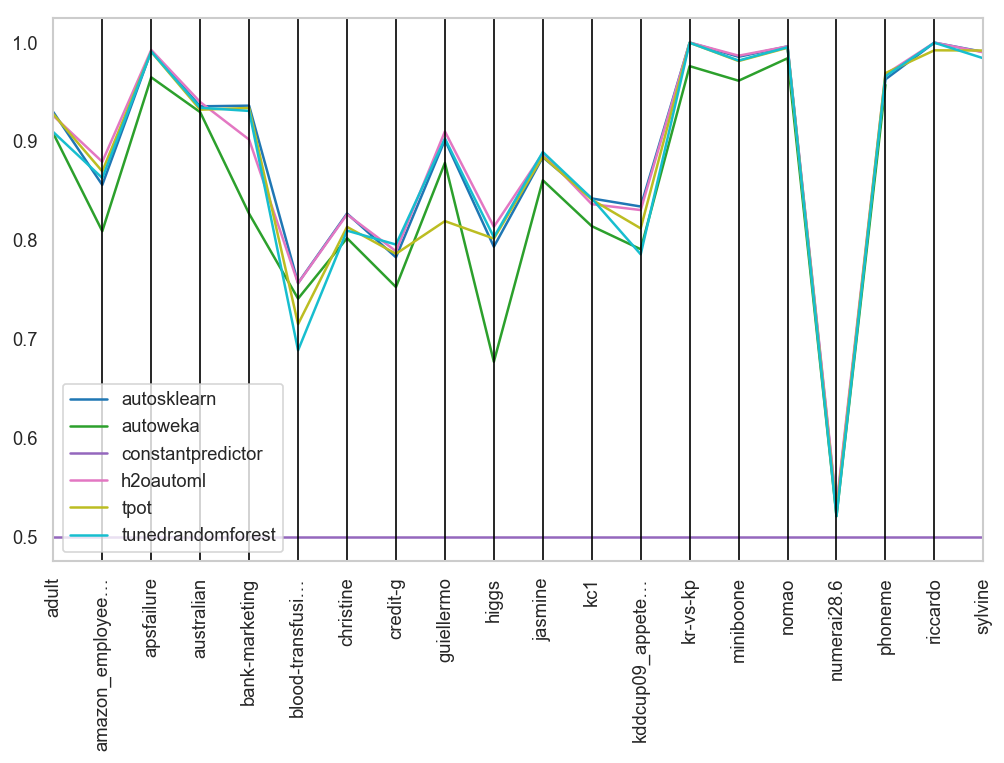 1.0
0.9
0.8
0.7
0.6
0.5
autosklearn
autoweka
constantpredictor
h2oautoml
tpot
tunedrandomforest
adult
amazon_employee…
apsfailure
australian
bank-marketing
blood-transfusi…
christine
credit-g
guiellermo
higgs
jasmine
kc1
kddcup09_appete…
kr-vs-kp
miniboone
nomao
numerai28.6
phoneme
riccardo
sylvine